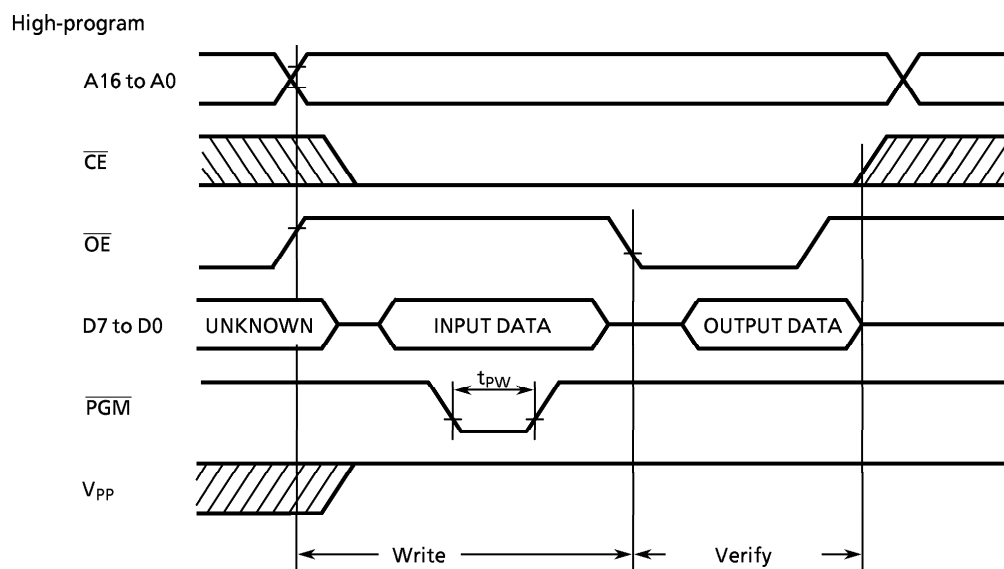 High-program
A16 to A0
CE
OE
D7 to D0 UNKNOWN INPUT DATA OUTPUT DATA
tPW
PGM
VPP
Write Verify